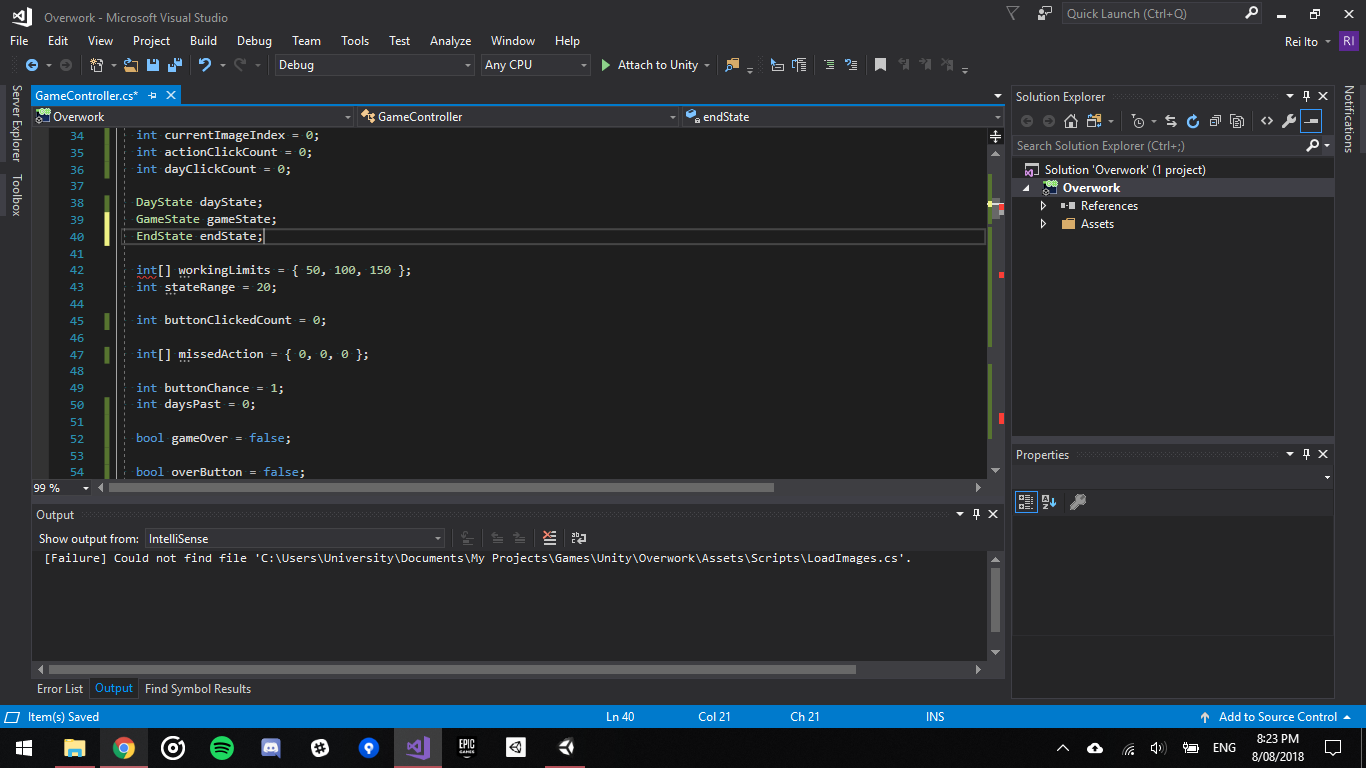 Overwork - Microsoft Visual Studio
Quick Launch (Ctrl+Q)
File Edit View Project Build Debug Team Tools Test Analyze Window Help
Rei Ito RI
Debug Any CPU Attach to Unity
Server Explorer
Toolbox
GameController.cs*
Overwork GameController endState
34 int currentImageIndex = 0;
35 int actionClickCount = 0;
36 int dayClickCount = 0;
37
38 DayState dayState;
39 GameState gameState;
40 EndState endState;
41
42 int[] workingLimits = { 50, 100, 150 };
43 int stateRange = 20;
44
45 int buttonClickedCount = 0;
46
47 int[] missedAction = { 0, 0, 0 };
48
49 int buttonChance = 1;
50 int daysPast = 0;
51
52 bool gameOver = false;
53
54 bool overButton = false;
99 %
Output
Show output from: IntelliSense
[Failure] Could not find file 'C:\Users\University\Documents\My Projects\Games\Unity\Overwork\Assets\Scripts\LoadImages.cs'.
Error List Output Find Symbol Results
Solution Explorer
Search Solution Explorer (Ctrl+;)
Solution 'Overwork' (1 project)
Overwork
References
Assets
Properties
Notifications
Item(s) Saved Ln 40 Col 21 Ch 21 INS Add to Source Control
EPIC GAMES
ENG
8:23 PM
8/08/2018